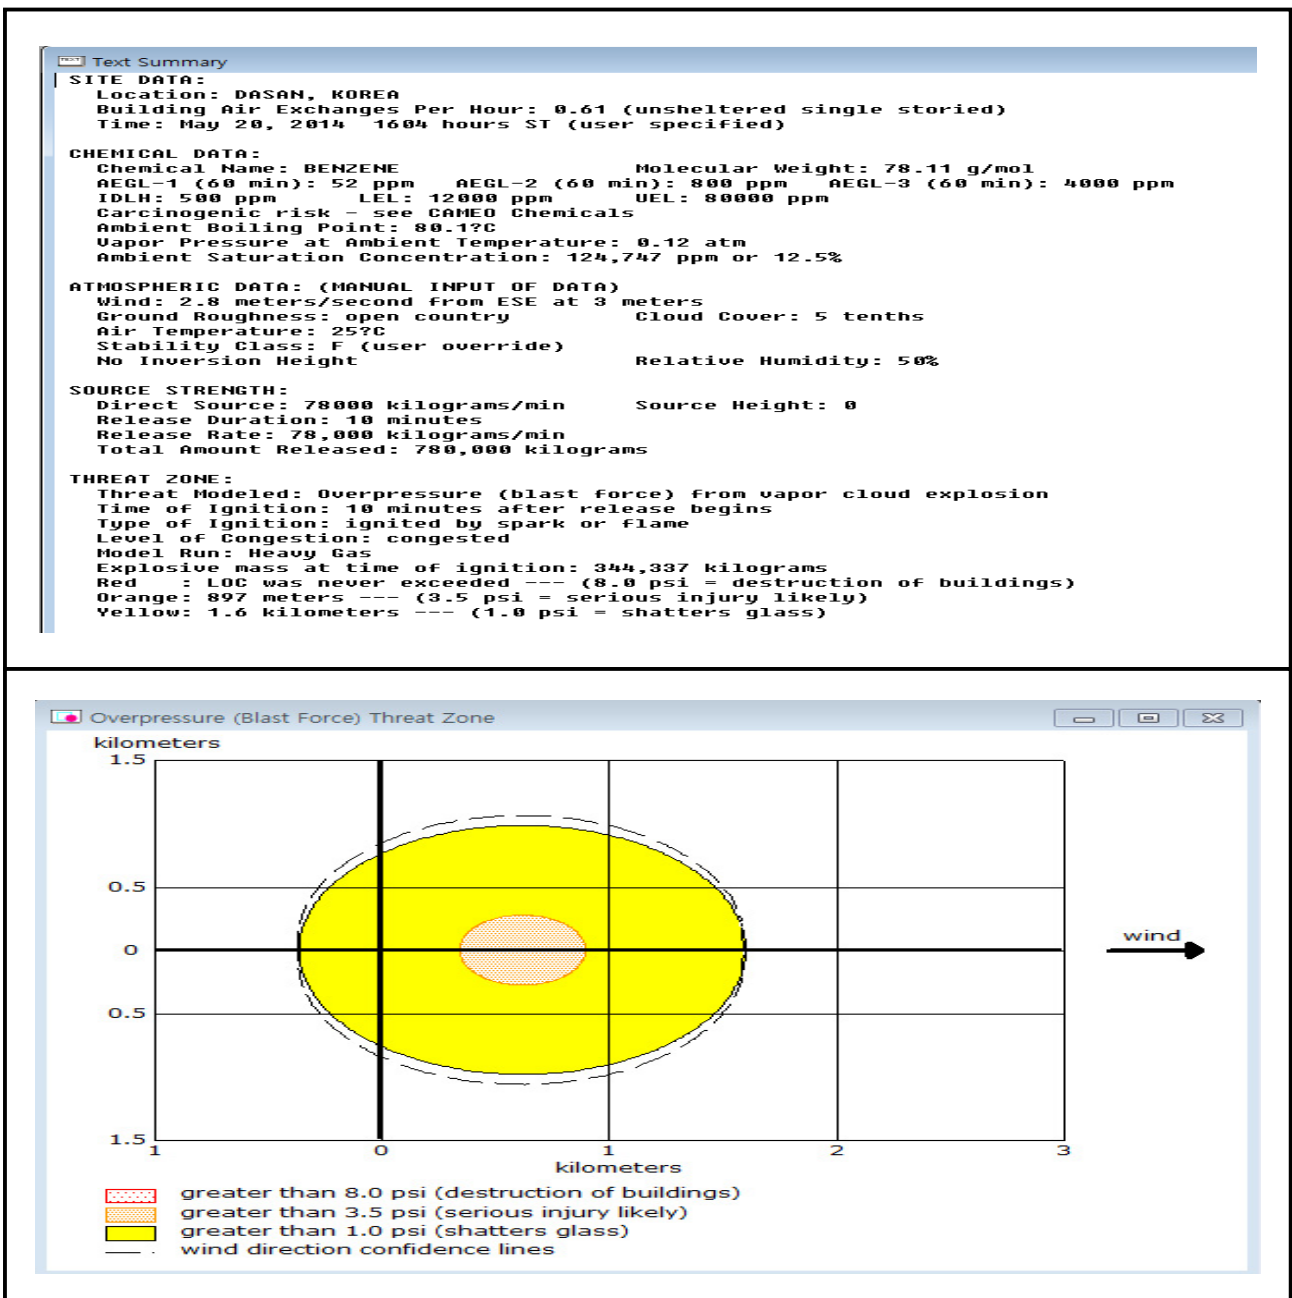 Text Summary
SITE DATA:
Location: DASAN, KOREA
Building Air Exchanges Per Hour: 0.61 (unsheltered single storied)
Time: May 20, 2014 1604 hours ST (user specified)
CHEMICAL DATA:
Chemical Name: BENZENE Molecular Weight: 78.11 g/mol
AEGL-1 (60 min): 52 ppm AEGL-2 (60 min): 800 ppm AEGL-3 (60 min): 4000 ppm
IDLH: 500 ppm LEL: 12000 ppm UEL: 80000 ppm
Carcinogenic risk - see CAMEO Chemicals
Ambient Boiling Point: 80.1?C
Vapor Pressure at Ambient Temperature: 0.12 atm
Ambient Saturation Concentration: 124,747 ppm or 12.5%
ATMOSPHERIC DATA: (MANUAL INPUT OF DATA)
Wind: 2.8 meters/second from ESE at 3 meters
Ground Roughness: open country Cloud Cover: 5 tenths
Air Temperature: 25?C
Stability Class: F (user override)
No Inversion Height Relative Humidity: 50%
SOURCE STRENGTH:
Direct Source: 78000 kilograms/min Source Height: 0
Release Duration: 10 minutes
Release Rate: 78,000 kilograms/min
Total Amount Released: 780,000 kilograms
THREAT ZONE:
Threat Modeled: Overpressure (blast force) from vapor cloud explosion
Time of Ignition: 10 minutes after release begins
Type of Ignition: ignited by spark or flame
Level of Congestion: congested
Model Run: Heavy Gas
Explosive mass at time of ignition: 344,337 kilograms
Red : LOC was never exceeded --- (8.0 psi = destruction of buildings)
Orange: 897 meters --- (3.5 psi = serious injury likely)
Yellow: 1.6 kilometers --- (1.0 psi = shatters glass)
Overpressure (Blast Force) Threat Zone
kilometers
1.5
0.5
0
0.5
1.5
wind
1 0 1 2 3
kilometers
greater than 8.0 psi (destruction of buildings)
greater than 3.5 psi (serious injury likely)
greater than 1.0 psi (shatters glass)
wind direction confidence lines